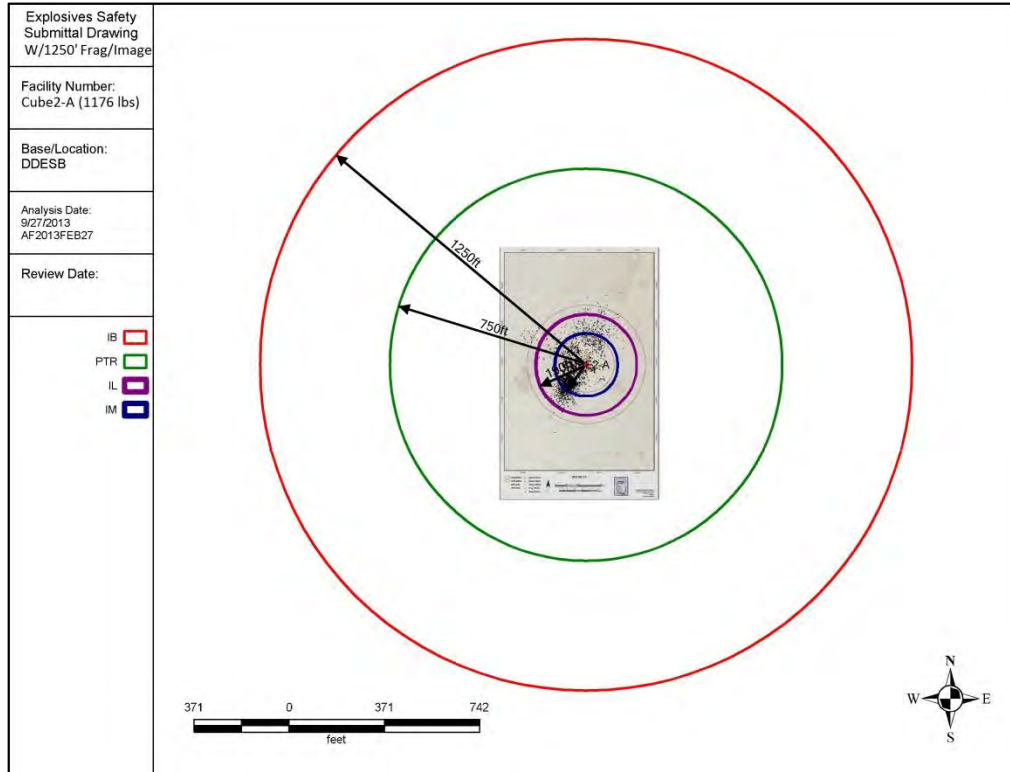 Explosives Safety
Submittal Drawing
W/1250' Frag/Image
Facility Number:
Cube2-A (1176 lbs)
Base/Location:
DDESB
Analysis Date:
9/27/2013
AF2013FEB27
Review Date:
IB
PTR
IL
IM
1250ft
750ft
371 0 371 742
feet
N
W E
S